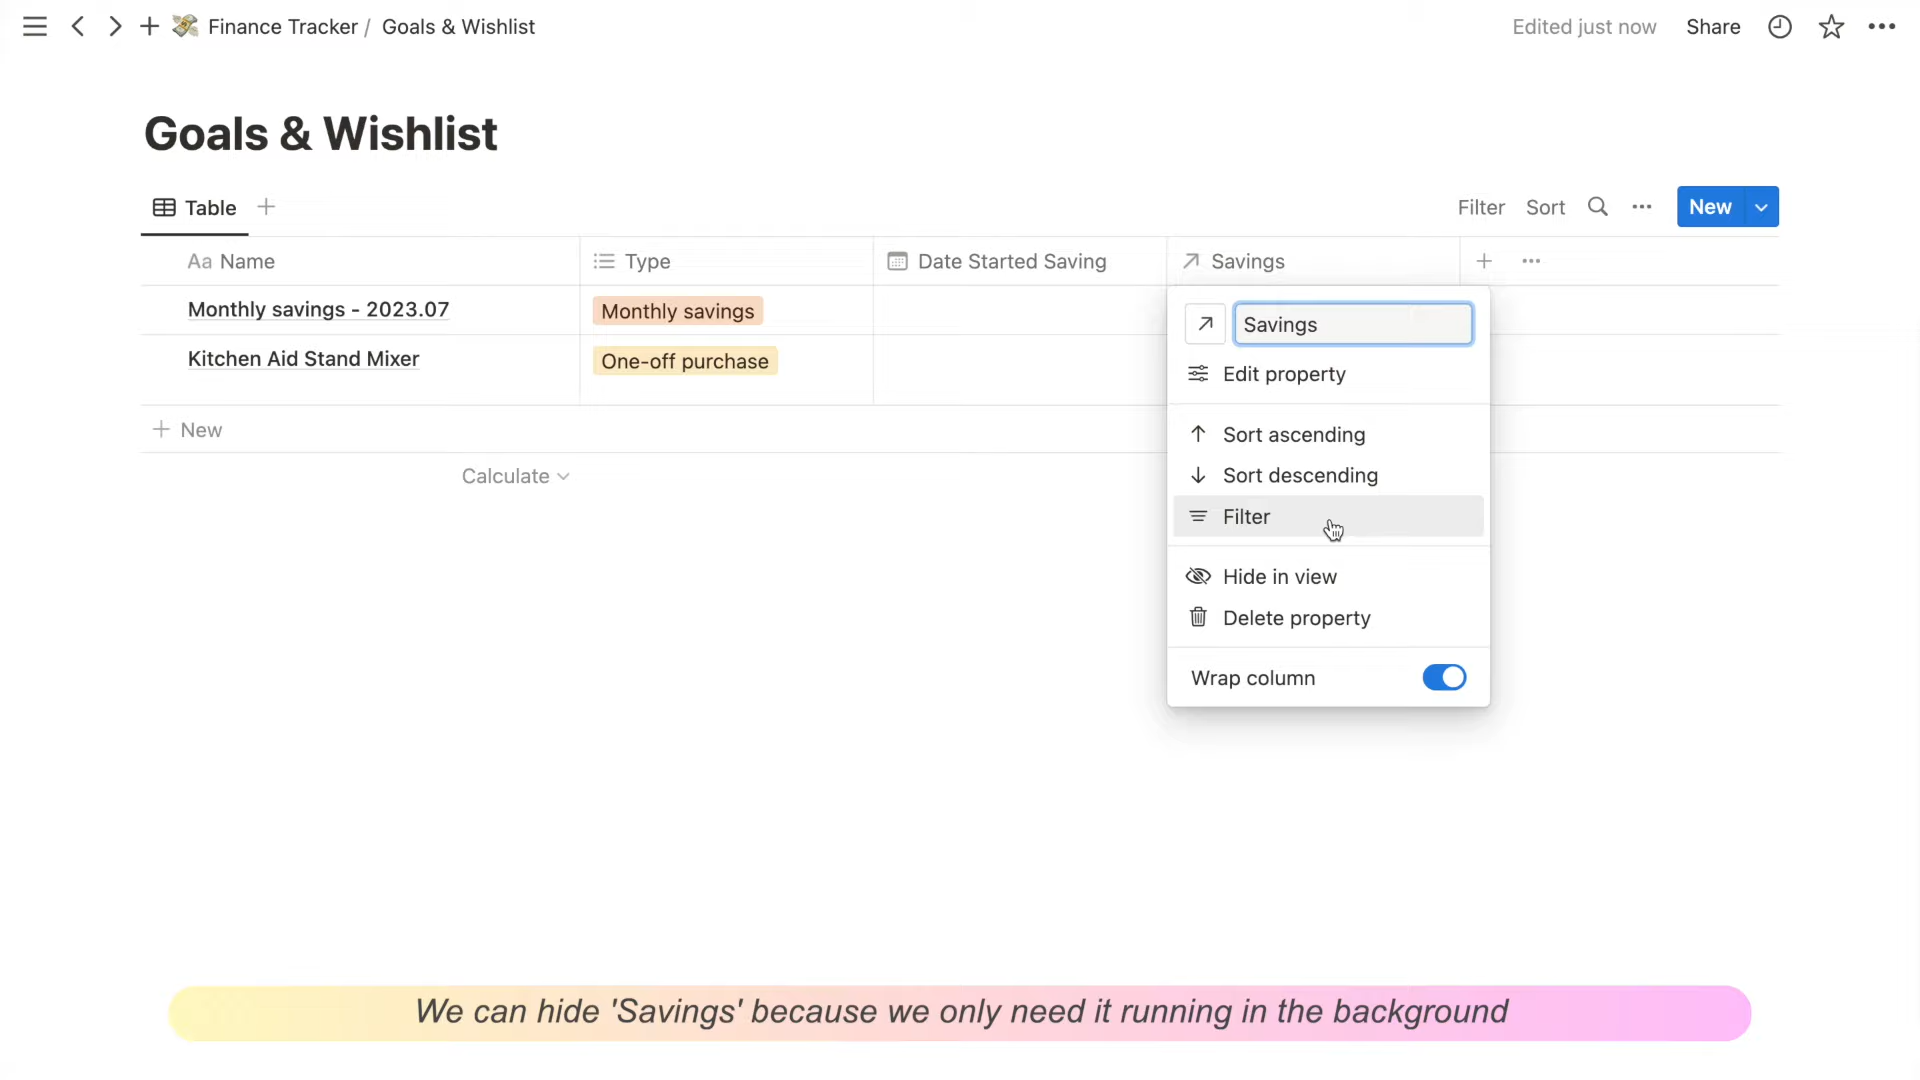 Finance Tracker / Goals & Wishlist
Edited just now
Share
Goals & Wishlist
Table
Filter
Sort
New
Aa Name
Type
Date Started Saving
Savings
Monthly savings - 2023.07
Monthly savings
Kitchen Aid Stand Mixer
One-off purchase
New
Calculate
Savings
Edit property
Sort ascending
Sort descending
Filter
Hide in view
Delete property
Wrap column
We can hide 'Savings' because we only need it running in the background